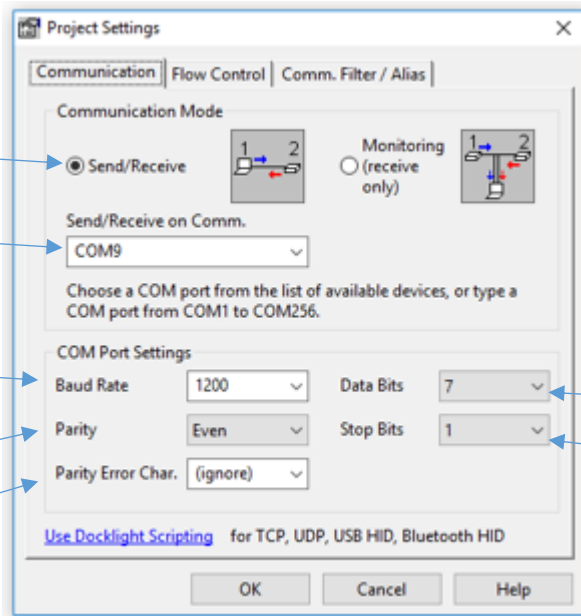 Project Settings
Communication Flow Control Comm. Filter / Alias
Communication Mode
Send/Receive
1 2
Monitoring
(receive
only)
1 2
Send/Receive on Comm.
COM9
Choose a COM port from the list of available devices, or type a
COM port from COM1 to COM256.
COM Port Settings
Baud Rate 1200 Data Bits 7
Parity Even Stop Bits 1
Parity Error Char. (ignore)
Use Docklight Scripting for TCP, UDP, USB HID, Bluetooth HID
OK Cancel Help